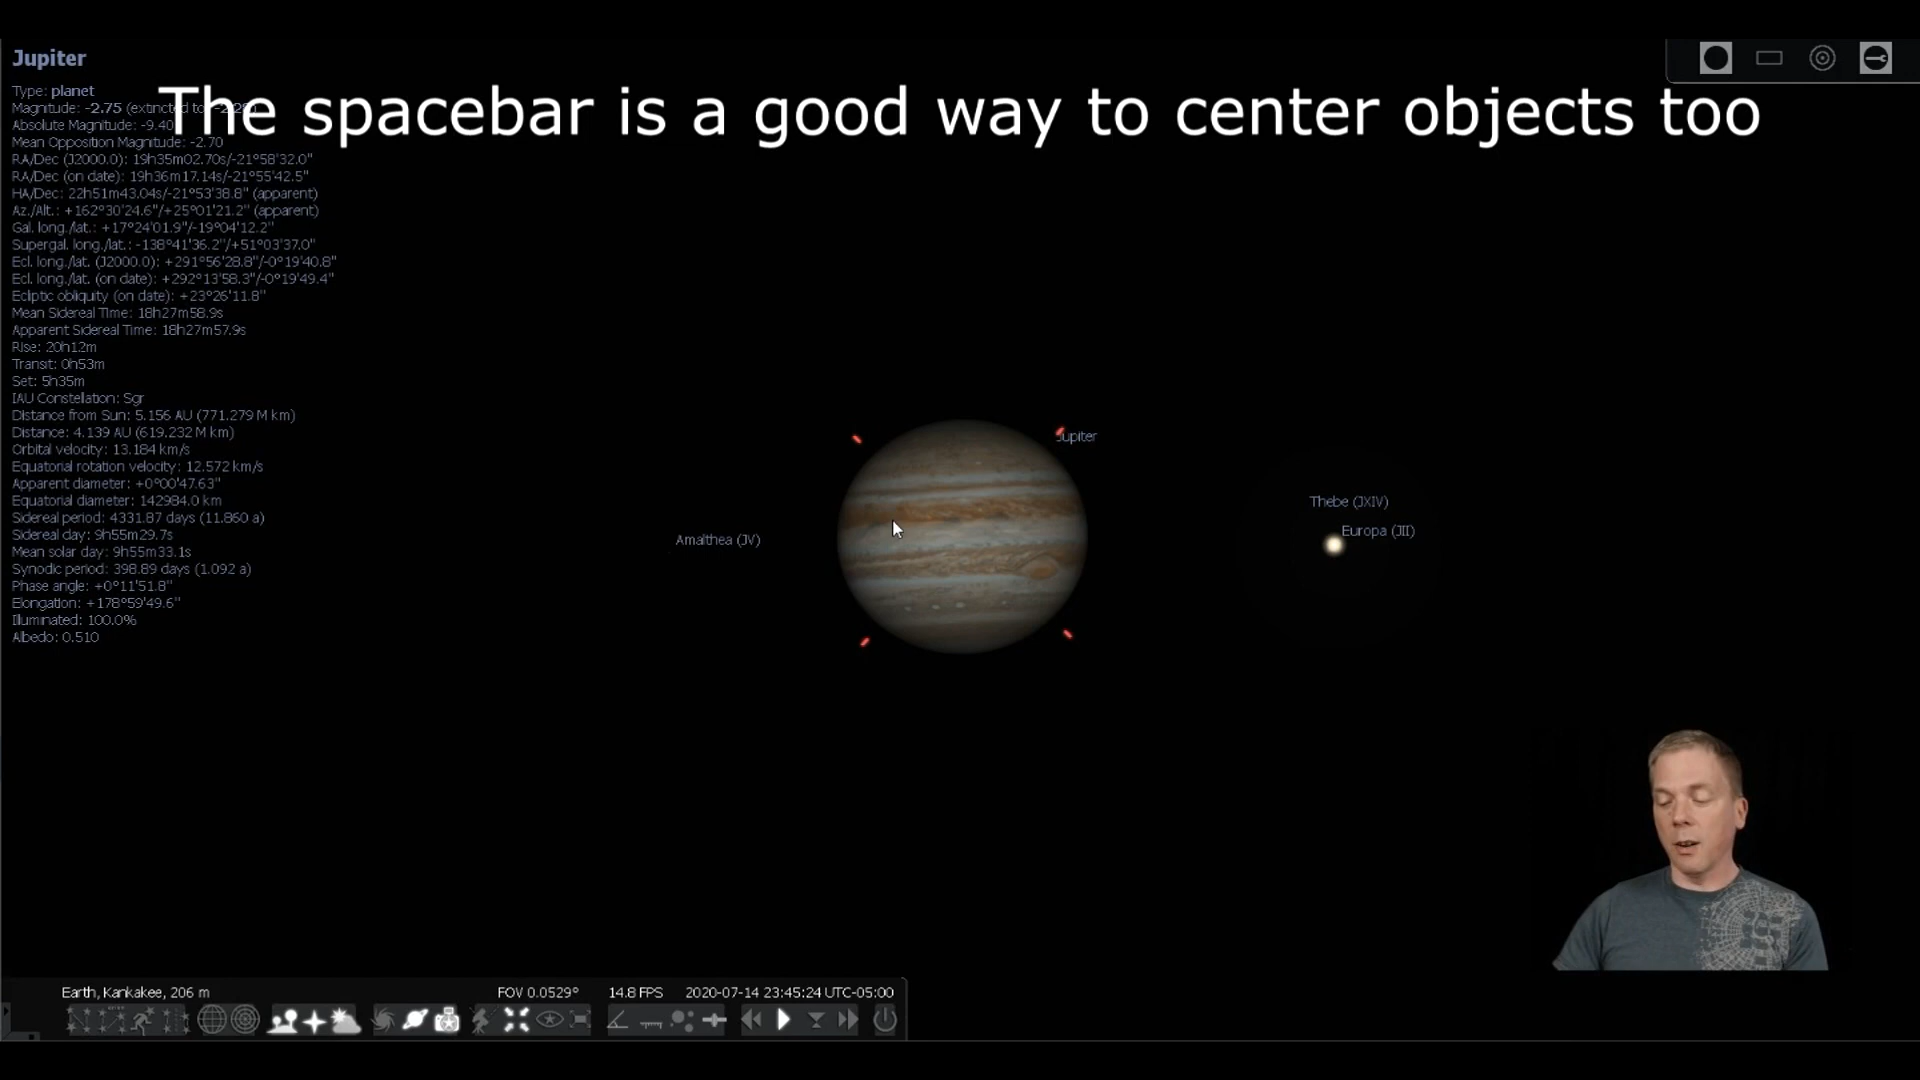 Jupiter
Type: planet
The spacebar is a good way to center objects too
Magnitude: -2.75 (extincted to
Absolute Magnitude: -9.40
Mean Opposition Magnitude: -2.70
RA/Dec (J2000.0): 19h35m02.70s/-21°58'32.0"
RA/Dec (on date): 19h36m17.14s/-21°55'42.5"
HA/Dec: 22h51m43.04s/-21°53'38.8" (apparent)
Az./Alt.: +162°30'24.6"/+25°01'21.2" (apparent)
Gal. long./lat.: +17°24'01.9"/-19°04'12.2"
Supergal. long./lat.: -138°41'36.2"/+51°03'37.0"
Ecl. long./lat. (J2000.0): +291°56'28.8"/-0°19'40.8"
Ecl. long./lat. (on date): +292°13'58.3"/-0°19'49.4"
Ecliptic obliquity (on date): +23°26'11.8"
Mean Sidereal Time: 18h27m58.9s
Apparent Sidereal Time: 18h27m57.9s
Rise: 20h12m
Transit: 0h53m
Set: 5h35m
IAU Constellation: Sgr
Distance from Sun: 5.156 AU (771.279 M km)
Distance: 4.139 AU (619.232 M km)
Orbital velocity: 13.184 km/s
Equatorial rotation velocity: 12.572 km/s
Apparent diameter: +0°00'47.63"
Equatorial diameter: 142984.0 km
Sidereal period: 4331.87 days (11.860 a)
Sidereal day: 9h55m29.7s
Mean solar day: 9h55m33.1s
Synodic period: 398.89 days (1.092 a)
Phase angle: +0°11'51.8"
Elongation: +178°59'49.6"
Illuminated: 100.0%
Albedo: 0.510
Jupiter
Thebe (JXIV)
Europa (JII)
Amalthea (JV)
Earth, Kankakee, 206 m
FOV 0.0529°
14.8 FPS
2020-07-14 23:45:24 UTC-05:00